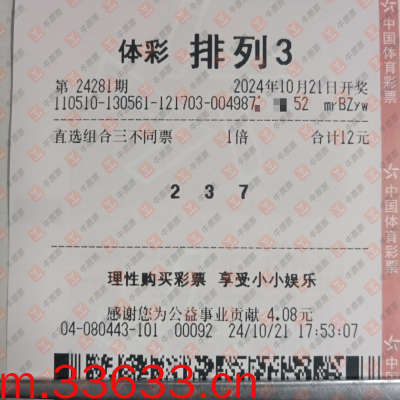 体彩 排列3
第 24281期 2024年10月21日开奖
110510-130561-121703-004987 52 mrBZyw
直选组合三不同票 1倍 合计12元
2 3 7
理性购买彩票 享受小小娱乐
感谢您为公益事业贡献 4.08元
04-080443-101 00092 24/10/21 17:53:07
m.33633.cn
中国体育彩票
中国体育彩票